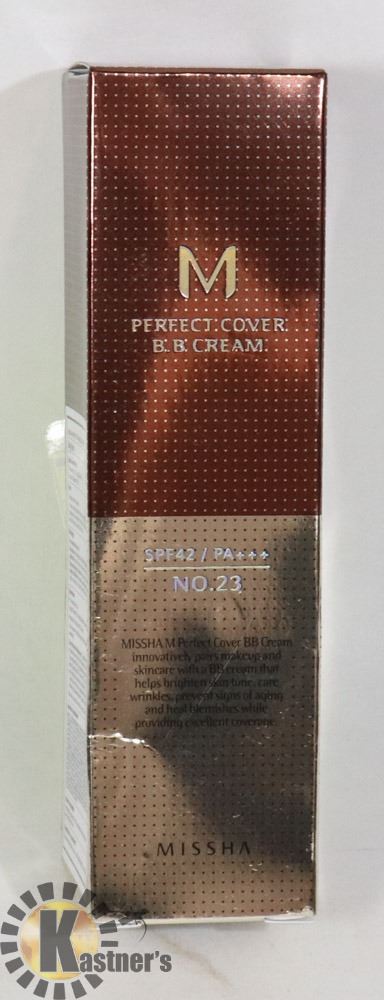 M
PERFECT COVER
B.B. CREAM
SPF42 / PA+++
NO.23
MISSHA M Perfect Cover BB Cream
innovatively pairs makeup and
skincare with a BB cream that
helps brighten skin tone, care
wrinkles, prevent signs of aging
and heal blemishes while
providing excellent coverage.
MISSHA
Kastner's